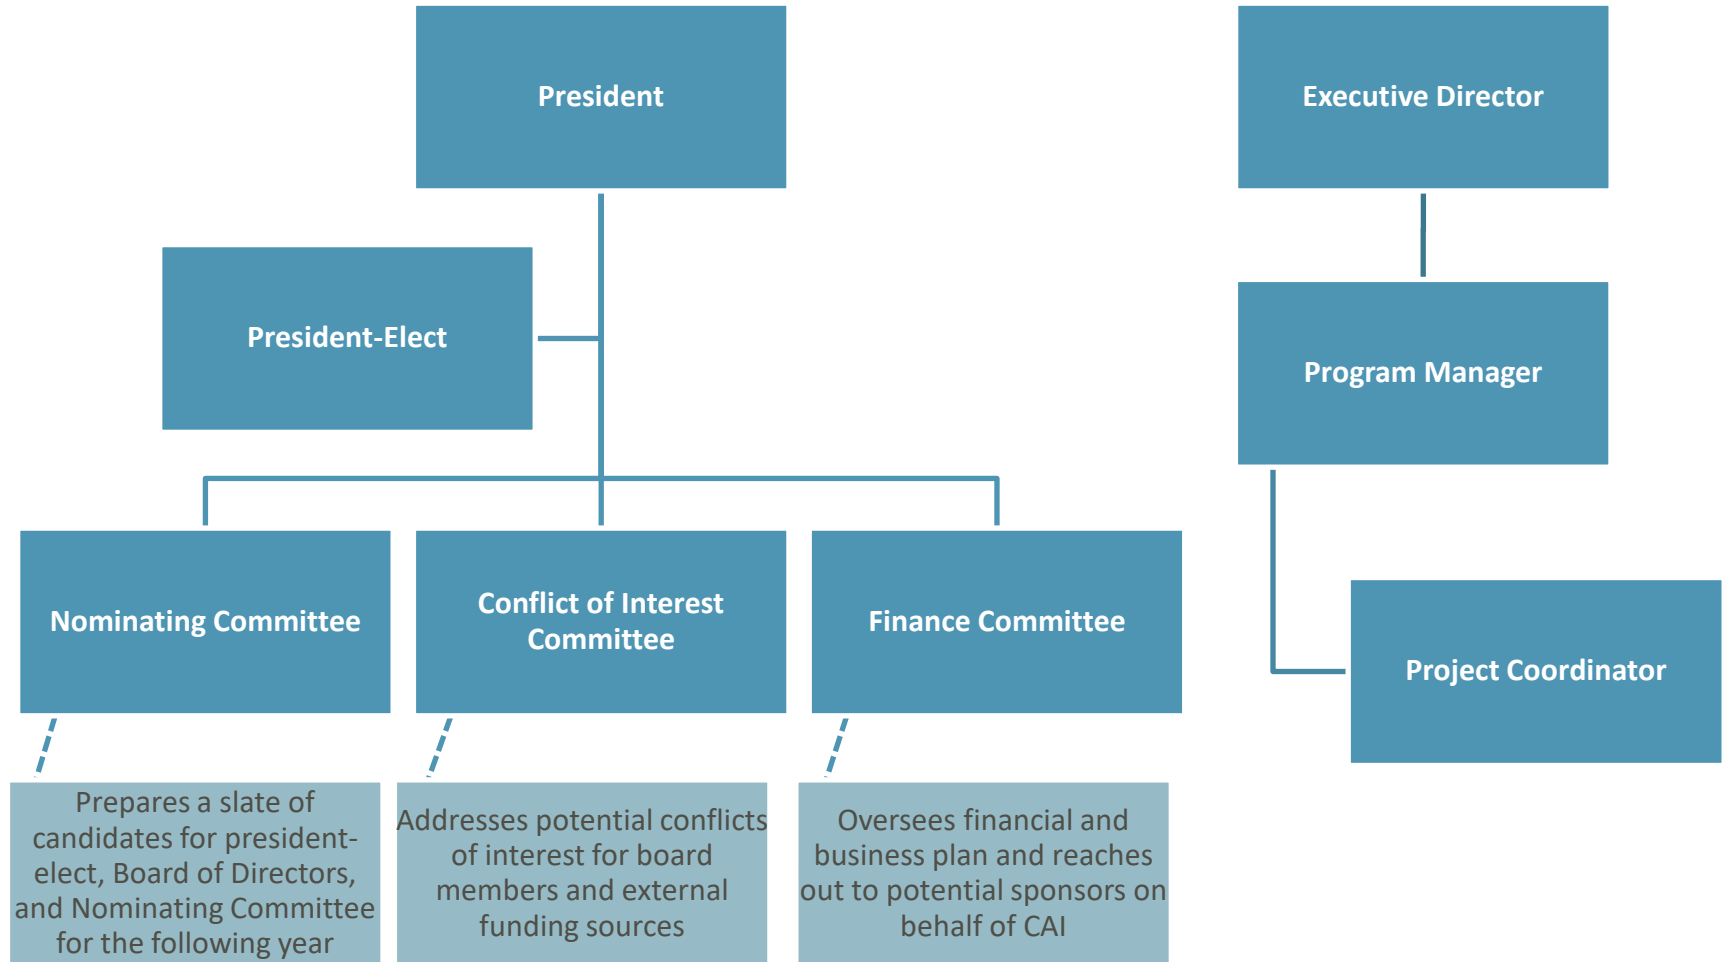 President
Executive Director
President-Elect
Program Manager
Nominating Committee
Conflict of Interest
Committee
Finance Committee
Project Coordinator
Prepares a slate of
candidates for president-
elect, Board of Directors,
and Nominating Committee
for the following year
Addresses potential conflicts
of interest for board
members and external
funding sources
Oversees financial and
business plan and reaches
out to potential sponsors on
behalf of CAI